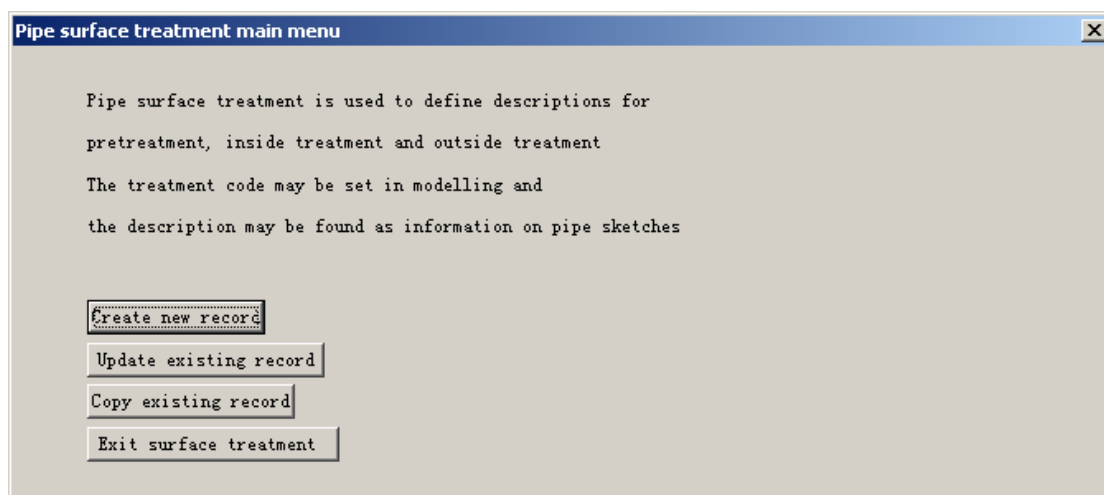 Pipe surface treatment main menu
Pipe surface treatment is used to define descriptions for
pretreatment, inside treatment and outside treatment
The treatment code may be set in modelling and
the description may be found as information on pipe sketches
Create new record
Update existing record
Copy existing record
Exit surface treatment